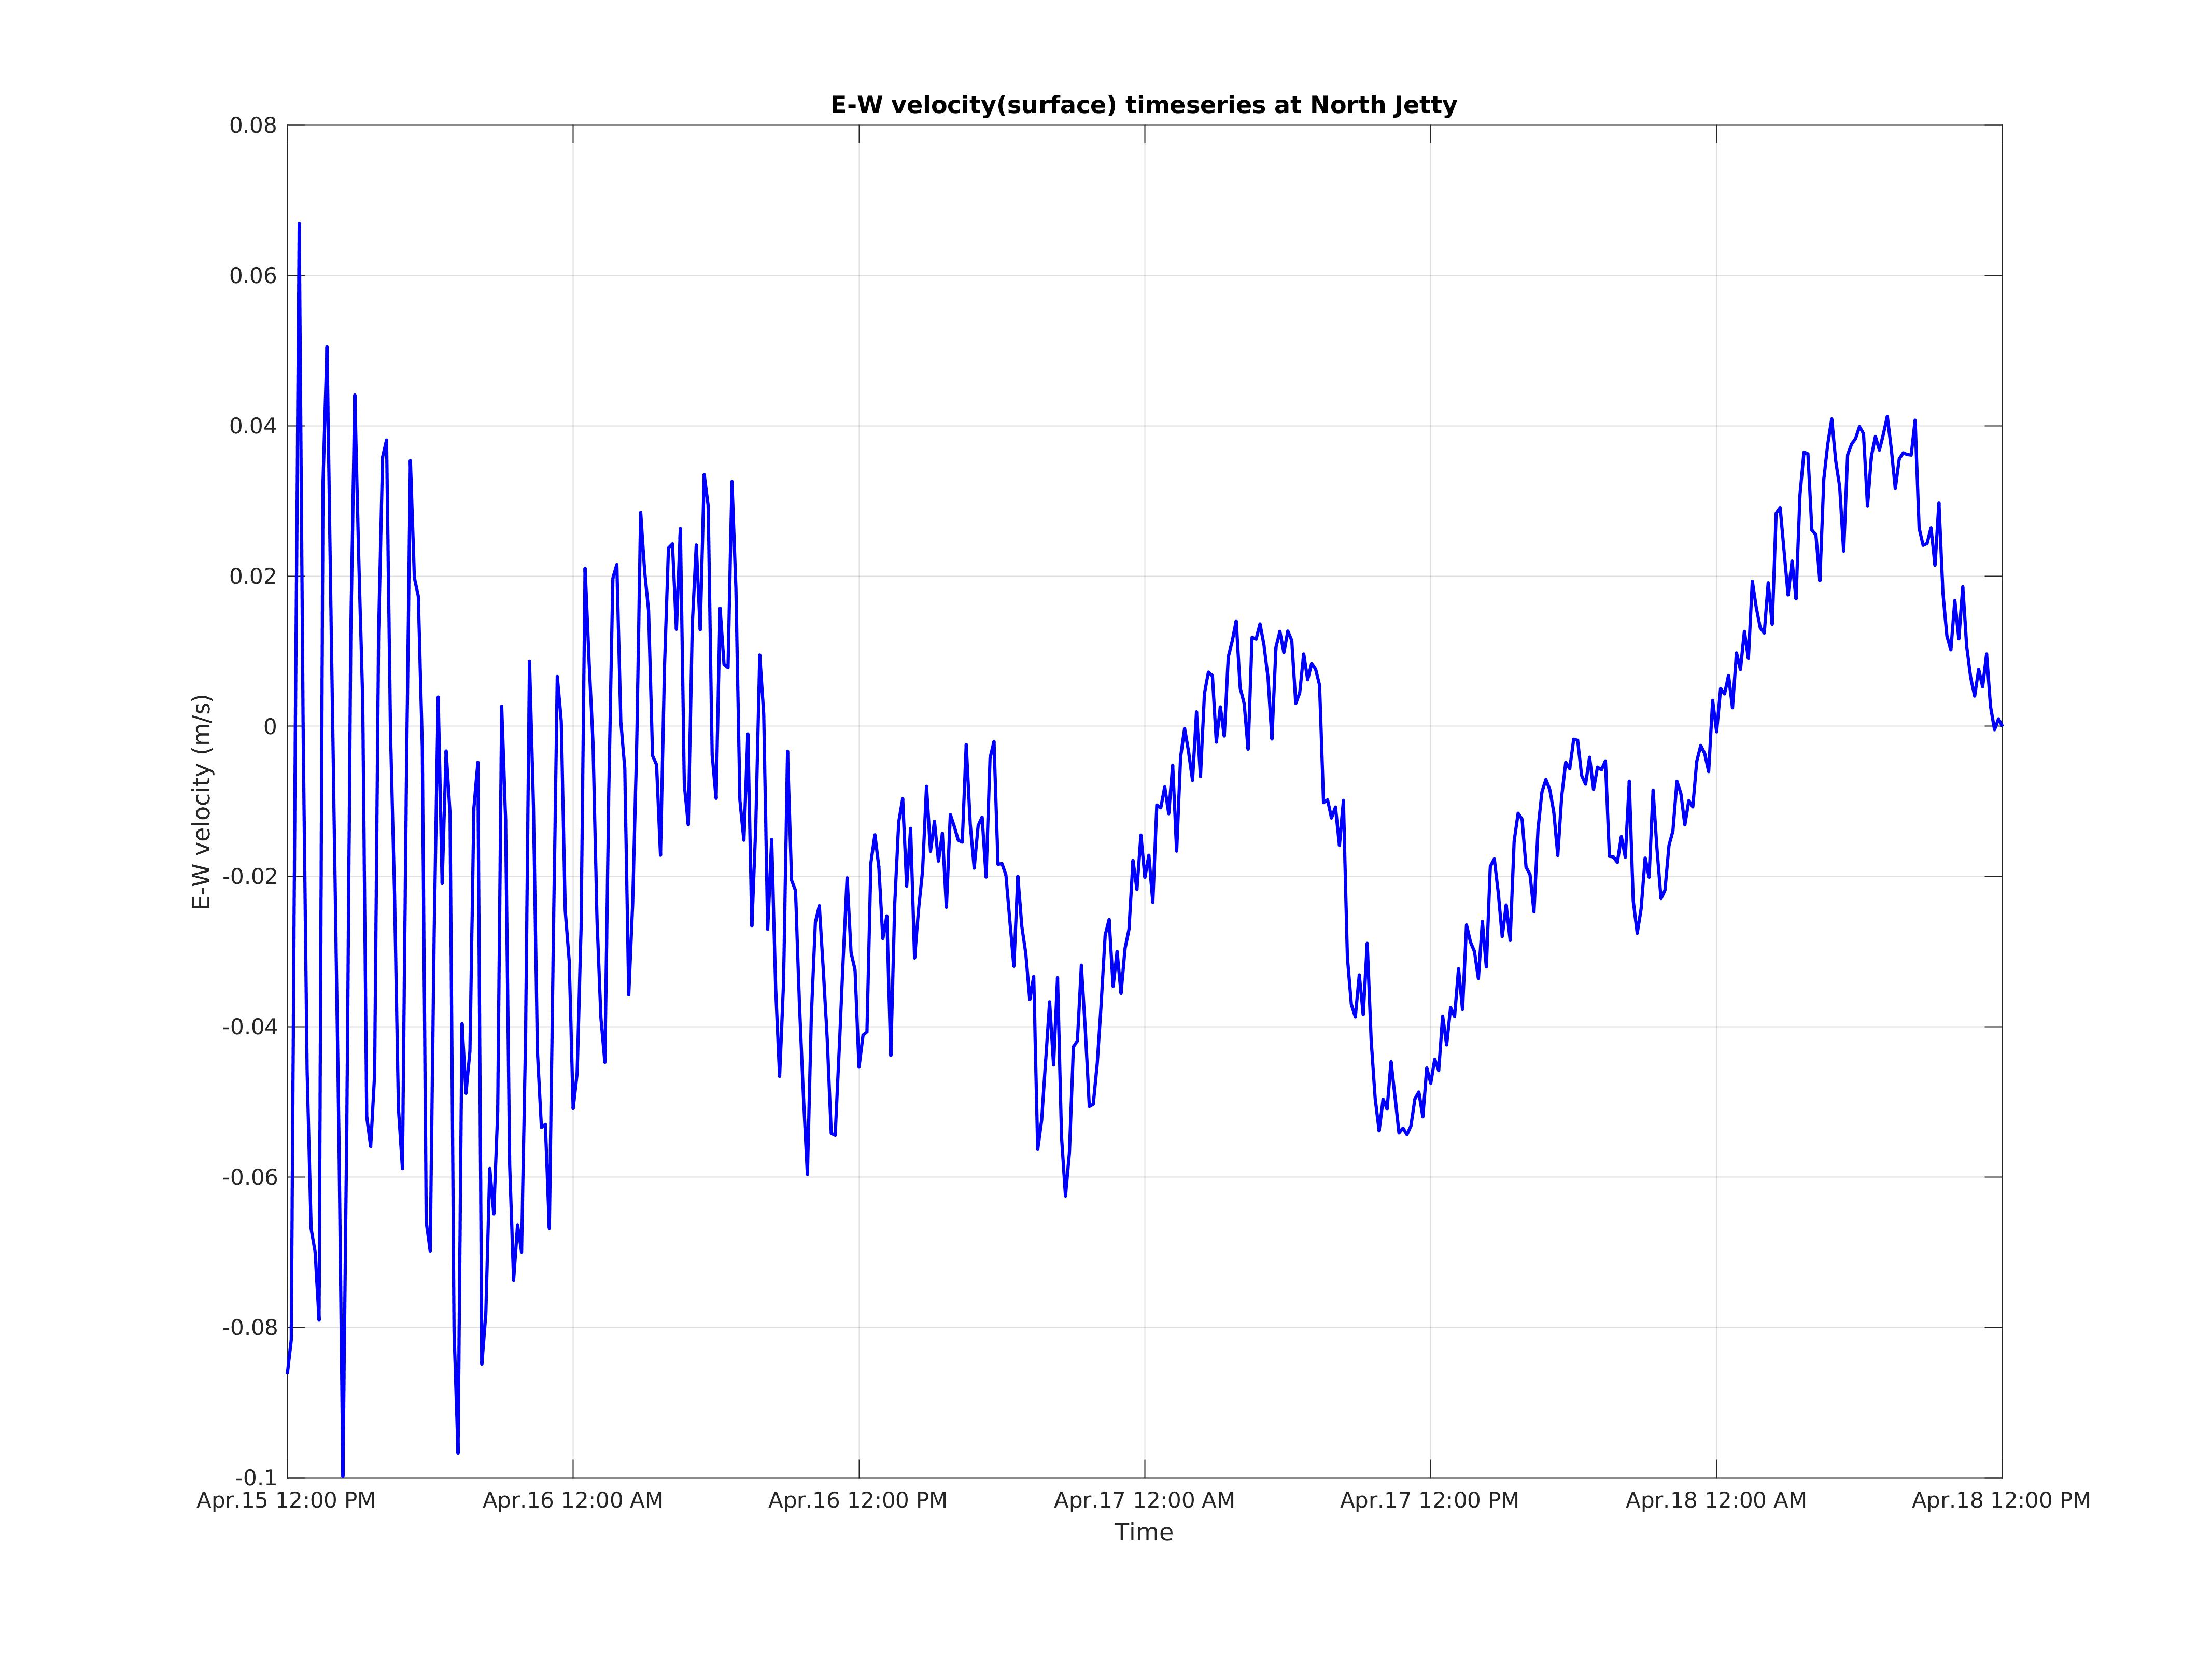 E-W velocity(surface) timeseries at North Jetty
0.08
0.06
0.04
0.02
0
-0.02
-0.04
-0.06
-0.08
-0.1
E-W velocity (m/s)
Apr.15 12:00 PM Apr.16 12:00 AM Apr.16 12:00 PM Apr.17 12:00 AM Apr.17 12:00 PM Apr.18 12:00 AM Apr.18 12:00 PM
Time